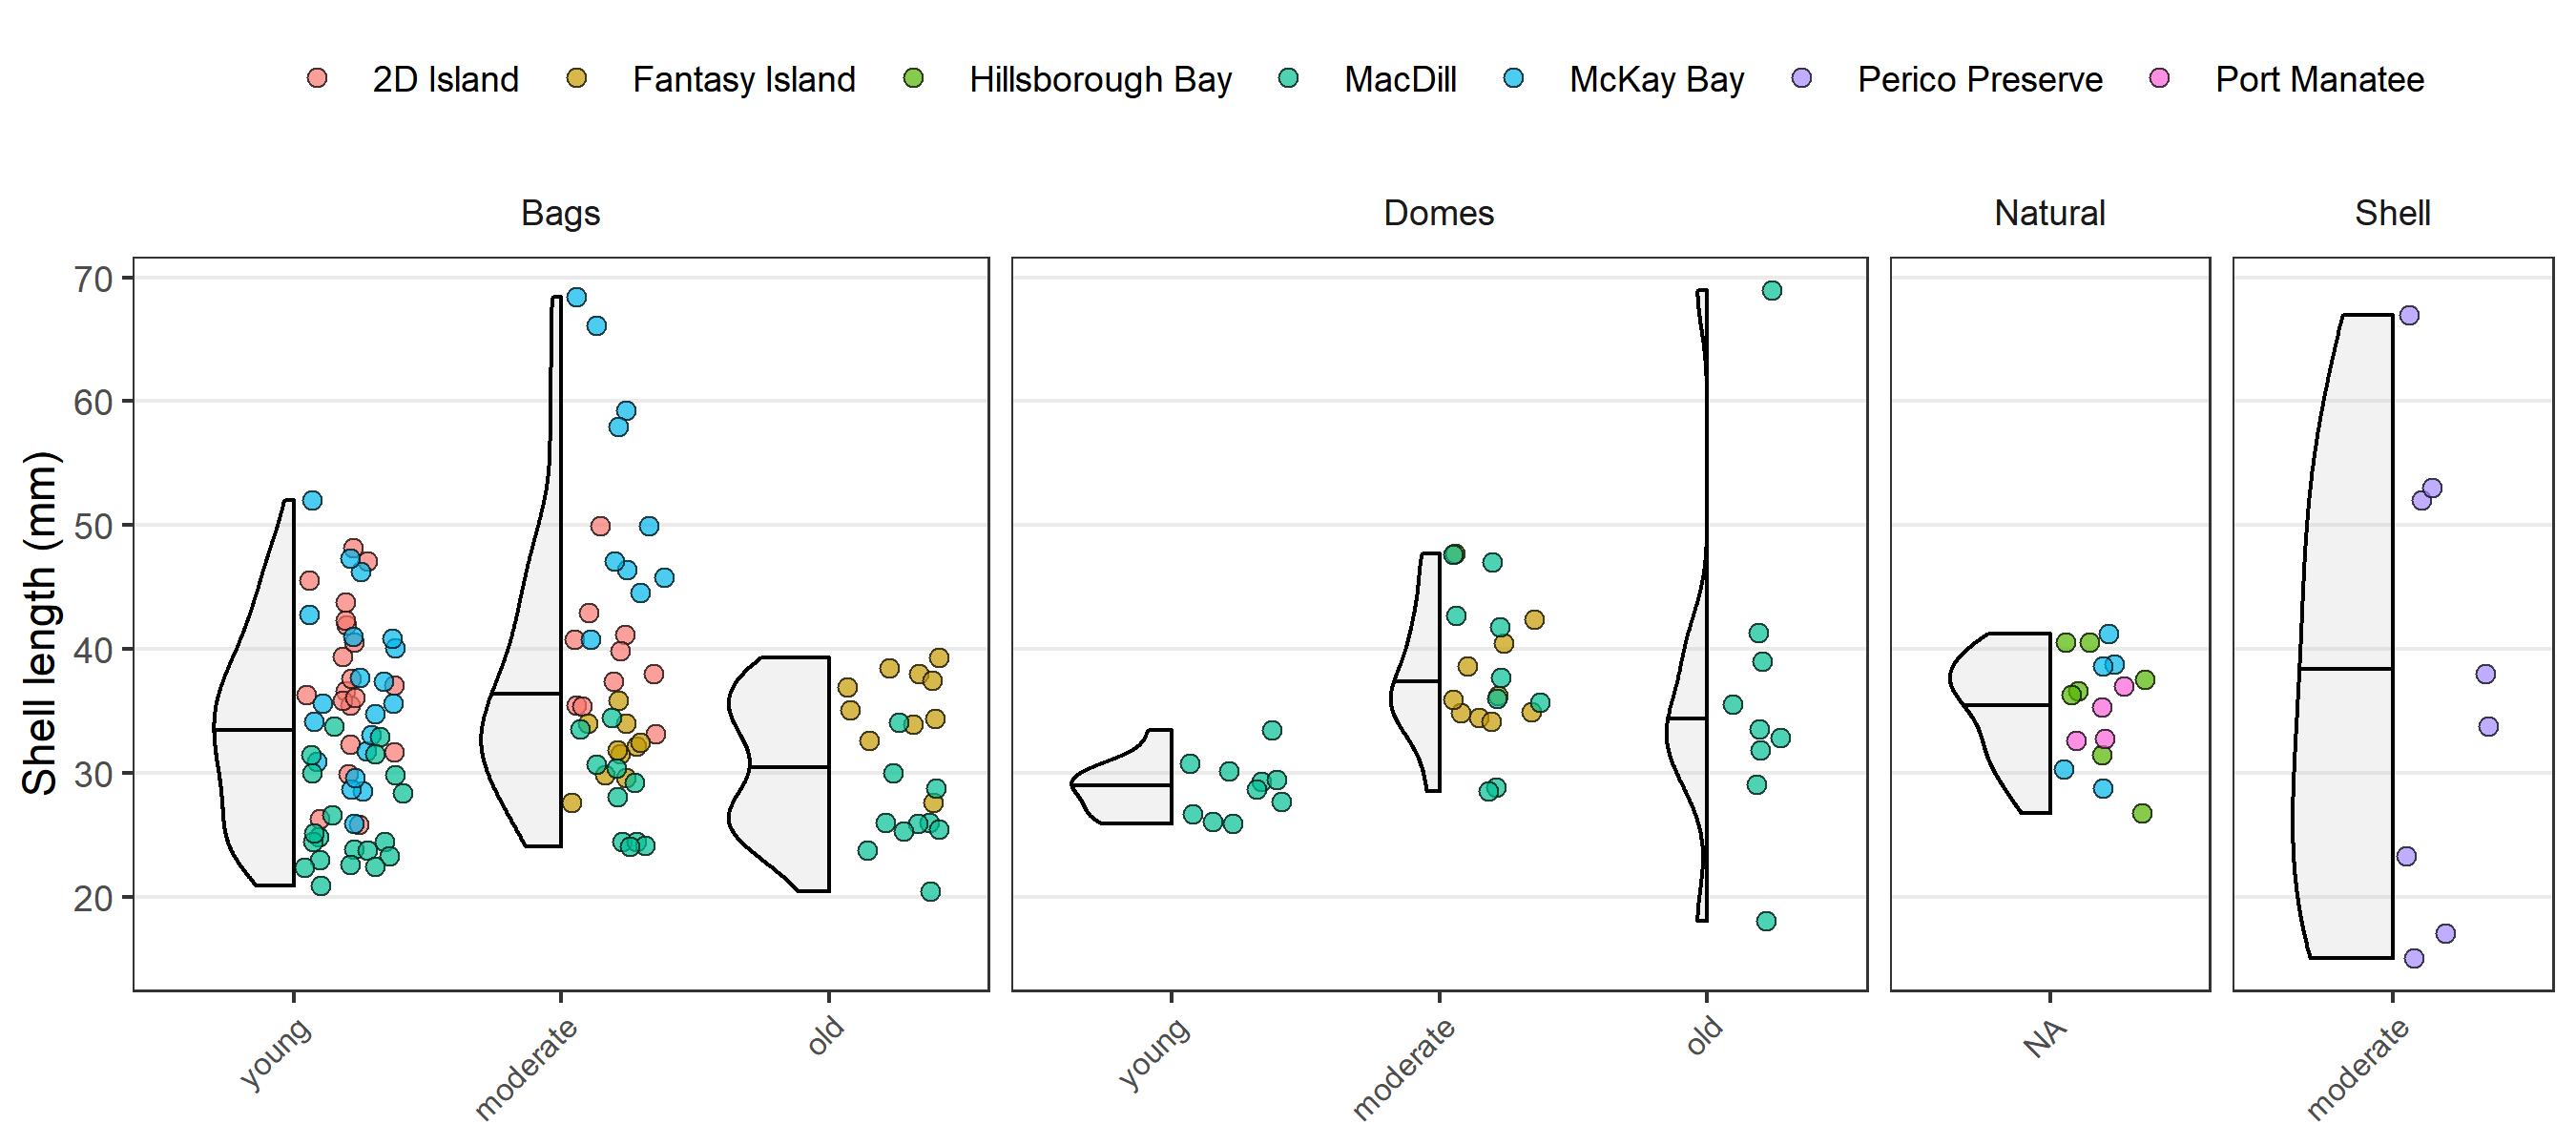 2D Island Fantasy Island Hillsborough Bay MacDill McKay Bay Perico Preserve Port Manatee
Bags Domes Natural Shell
Shell length (mm)
70
60
50
40
30
20
young moderate old young moderate old NA moderate